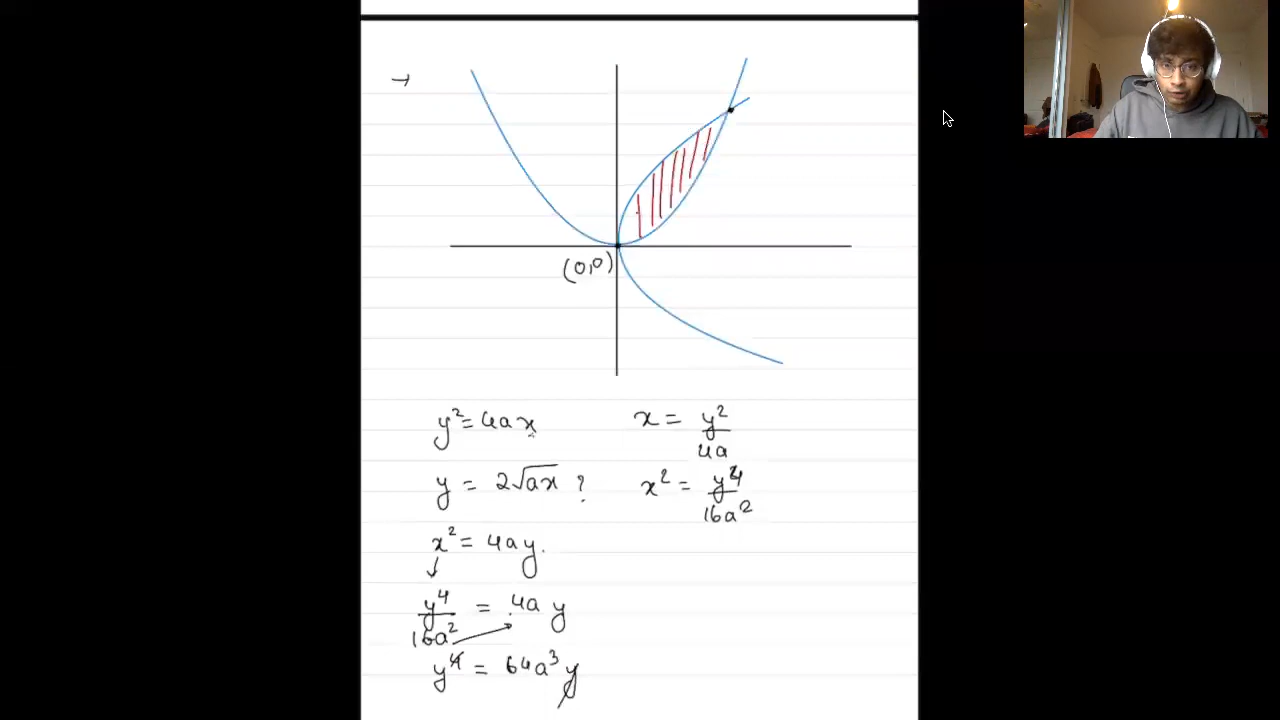 (0,0)
y² = 4ax
x = y²/4a
y = 2√ax ?
x² = y⁴/16a²
x² = 4ay.
y⁴/16a² = 4a y
y⁴ = 64a³y